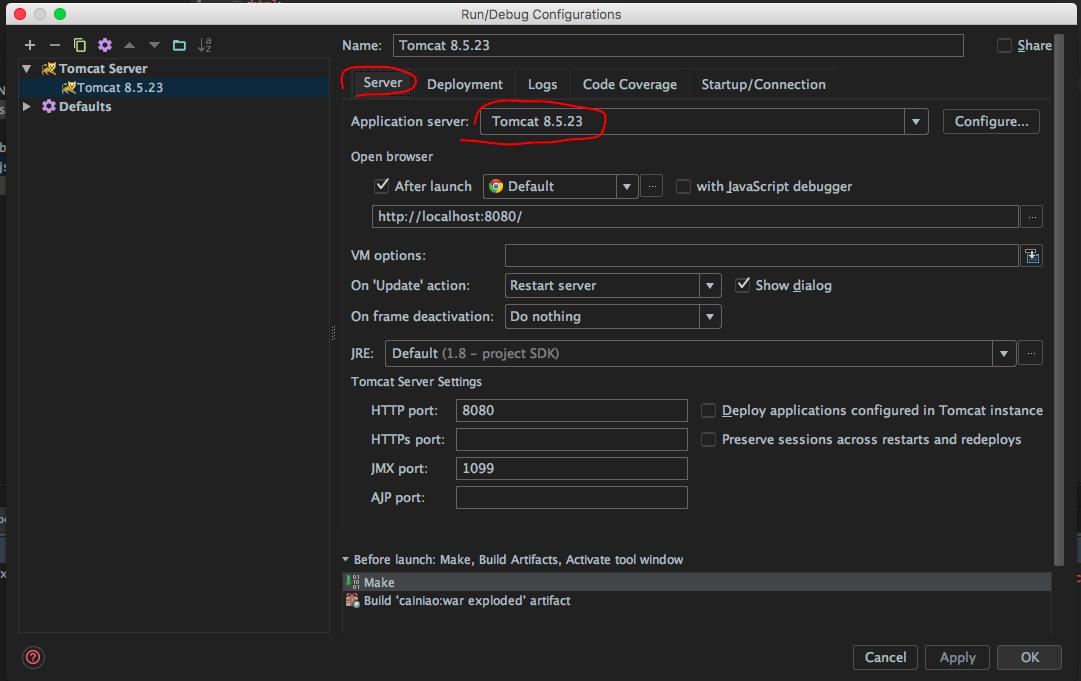 Run/Debug Configurations
Name: Tomcat 8.5.23 Share
Tomcat Server
Tomcat 8.5.23
Defaults
Server Deployment Logs Code Coverage Startup/Connection
Application server: Tomcat 8.5.23 Configure...
Open browser
After launch Default ... with JavaScript debugger
http://localhost:8080/ ...
VM options:
On 'Update' action: Restart server Show dialog
On frame deactivation: Do nothing
JRE: Default (1.8 – project SDK) ...
Tomcat Server Settings
HTTP port: 8080 Deploy applications configured in Tomcat instance
HTTPs port: Preserve sessions across restarts and redeploys
JMX port: 1099
AJP port:
Before launch: Make, Build Artifacts, Activate tool window
Make
Build 'cainiao:war exploded' artifact
? Cancel Apply OK